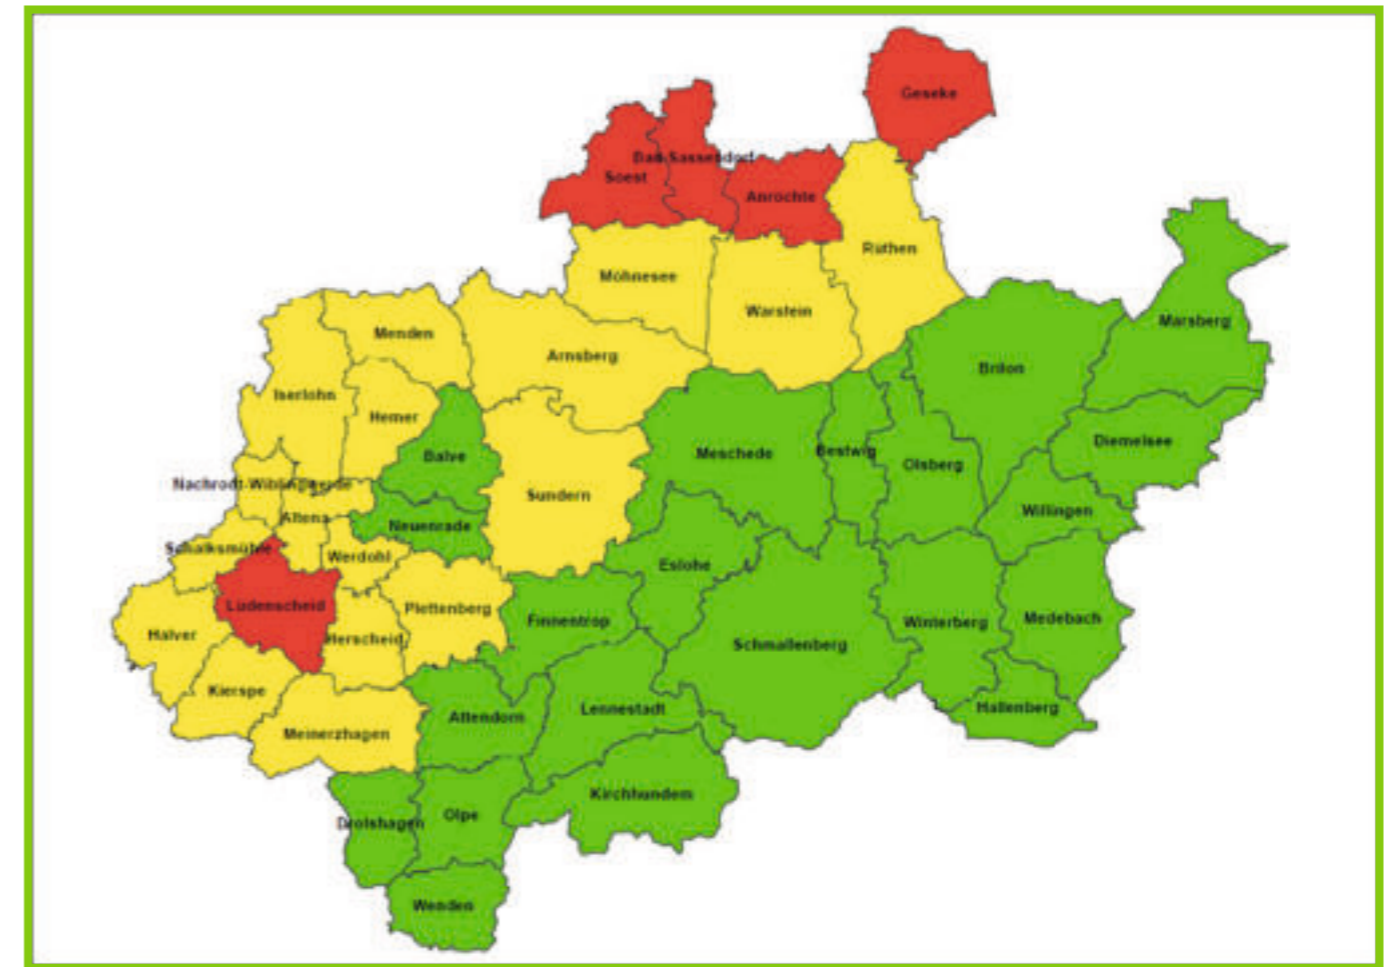 Geseke
Bad Sassendorf
Soest
Anröchte
Rüthen
Möhnesee
Warstein
Marsberg
Menden
Arnsberg
Brilon
Iserlohn
Hemer
Diemelsee
Balve
Meschede
Bestwig
Olsberg
Nachrodt-Wiblingwerde
Sundern
Willingen
Altena
Neuenrade
Schalksmühle
Werdohl
Eslohe
Lüdenscheid
Plettenberg
Finnentrop
Medebach
Winterberg
Halver
Herscheid
Schmallenberg
Kierspe
Hallenberg
Lennestadt
Attendorn
Meinerzhagen
Kirchhundem
Olpe
Drolshagen
Wenden